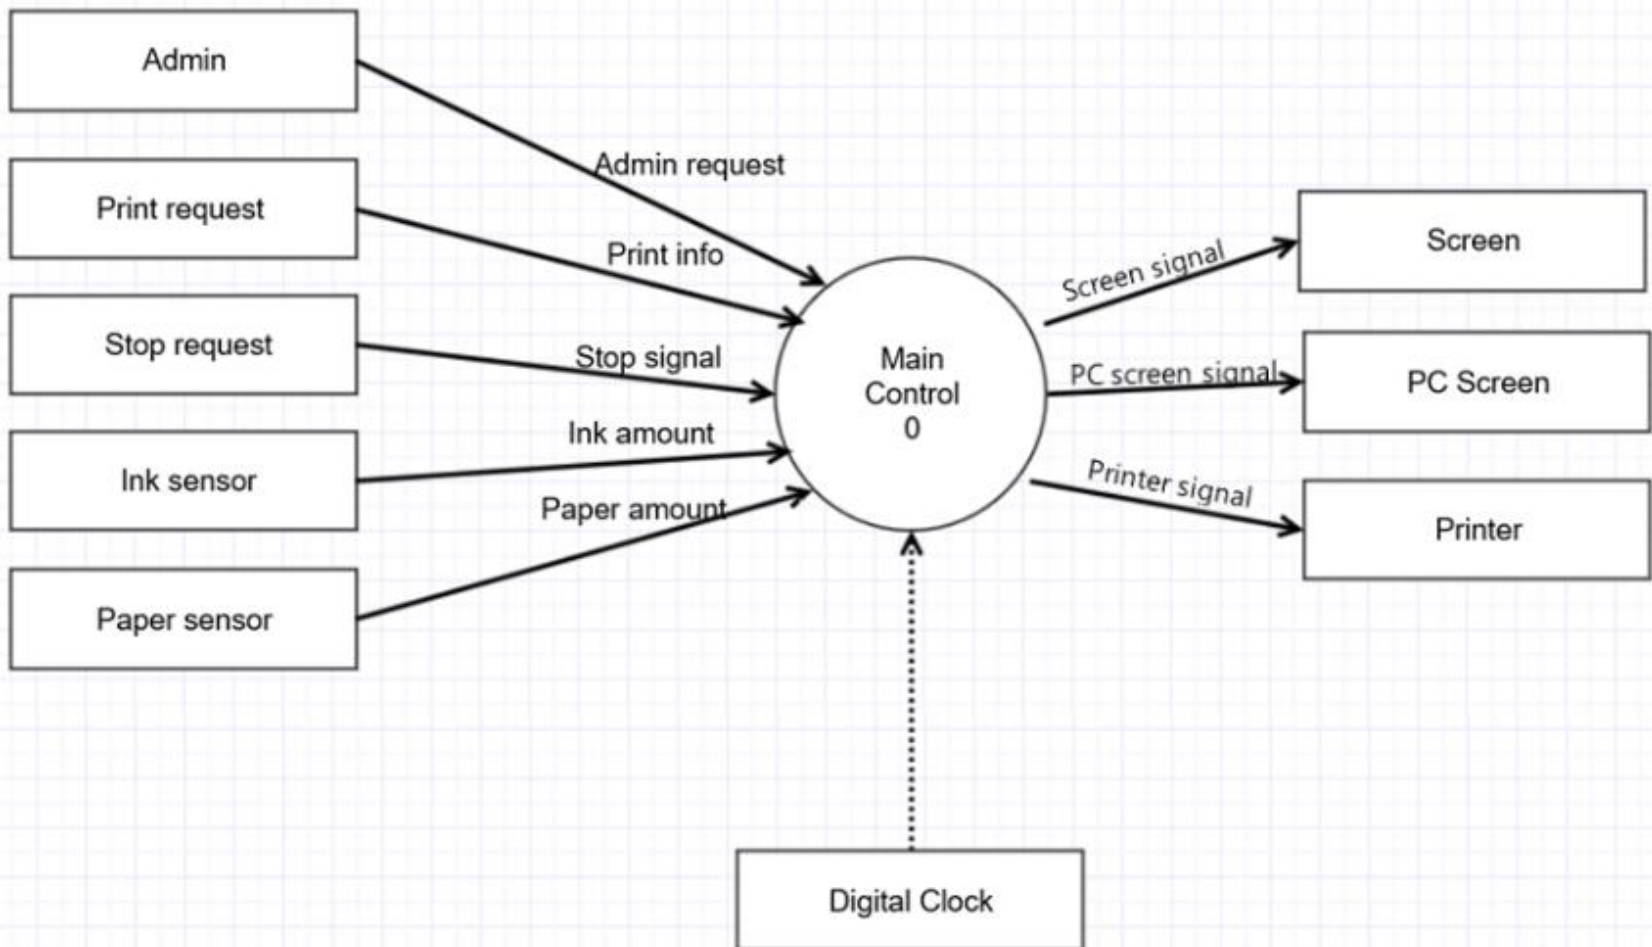 Admin
Admin request
Print request
Print info
Stop request
Stop signal
Ink sensor
Ink amount
Paper sensor
Paper amount
Main
Control
0
Screen signal
Screen
PC screen signal
PC Screen
Printer signal
Printer
Digital Clock